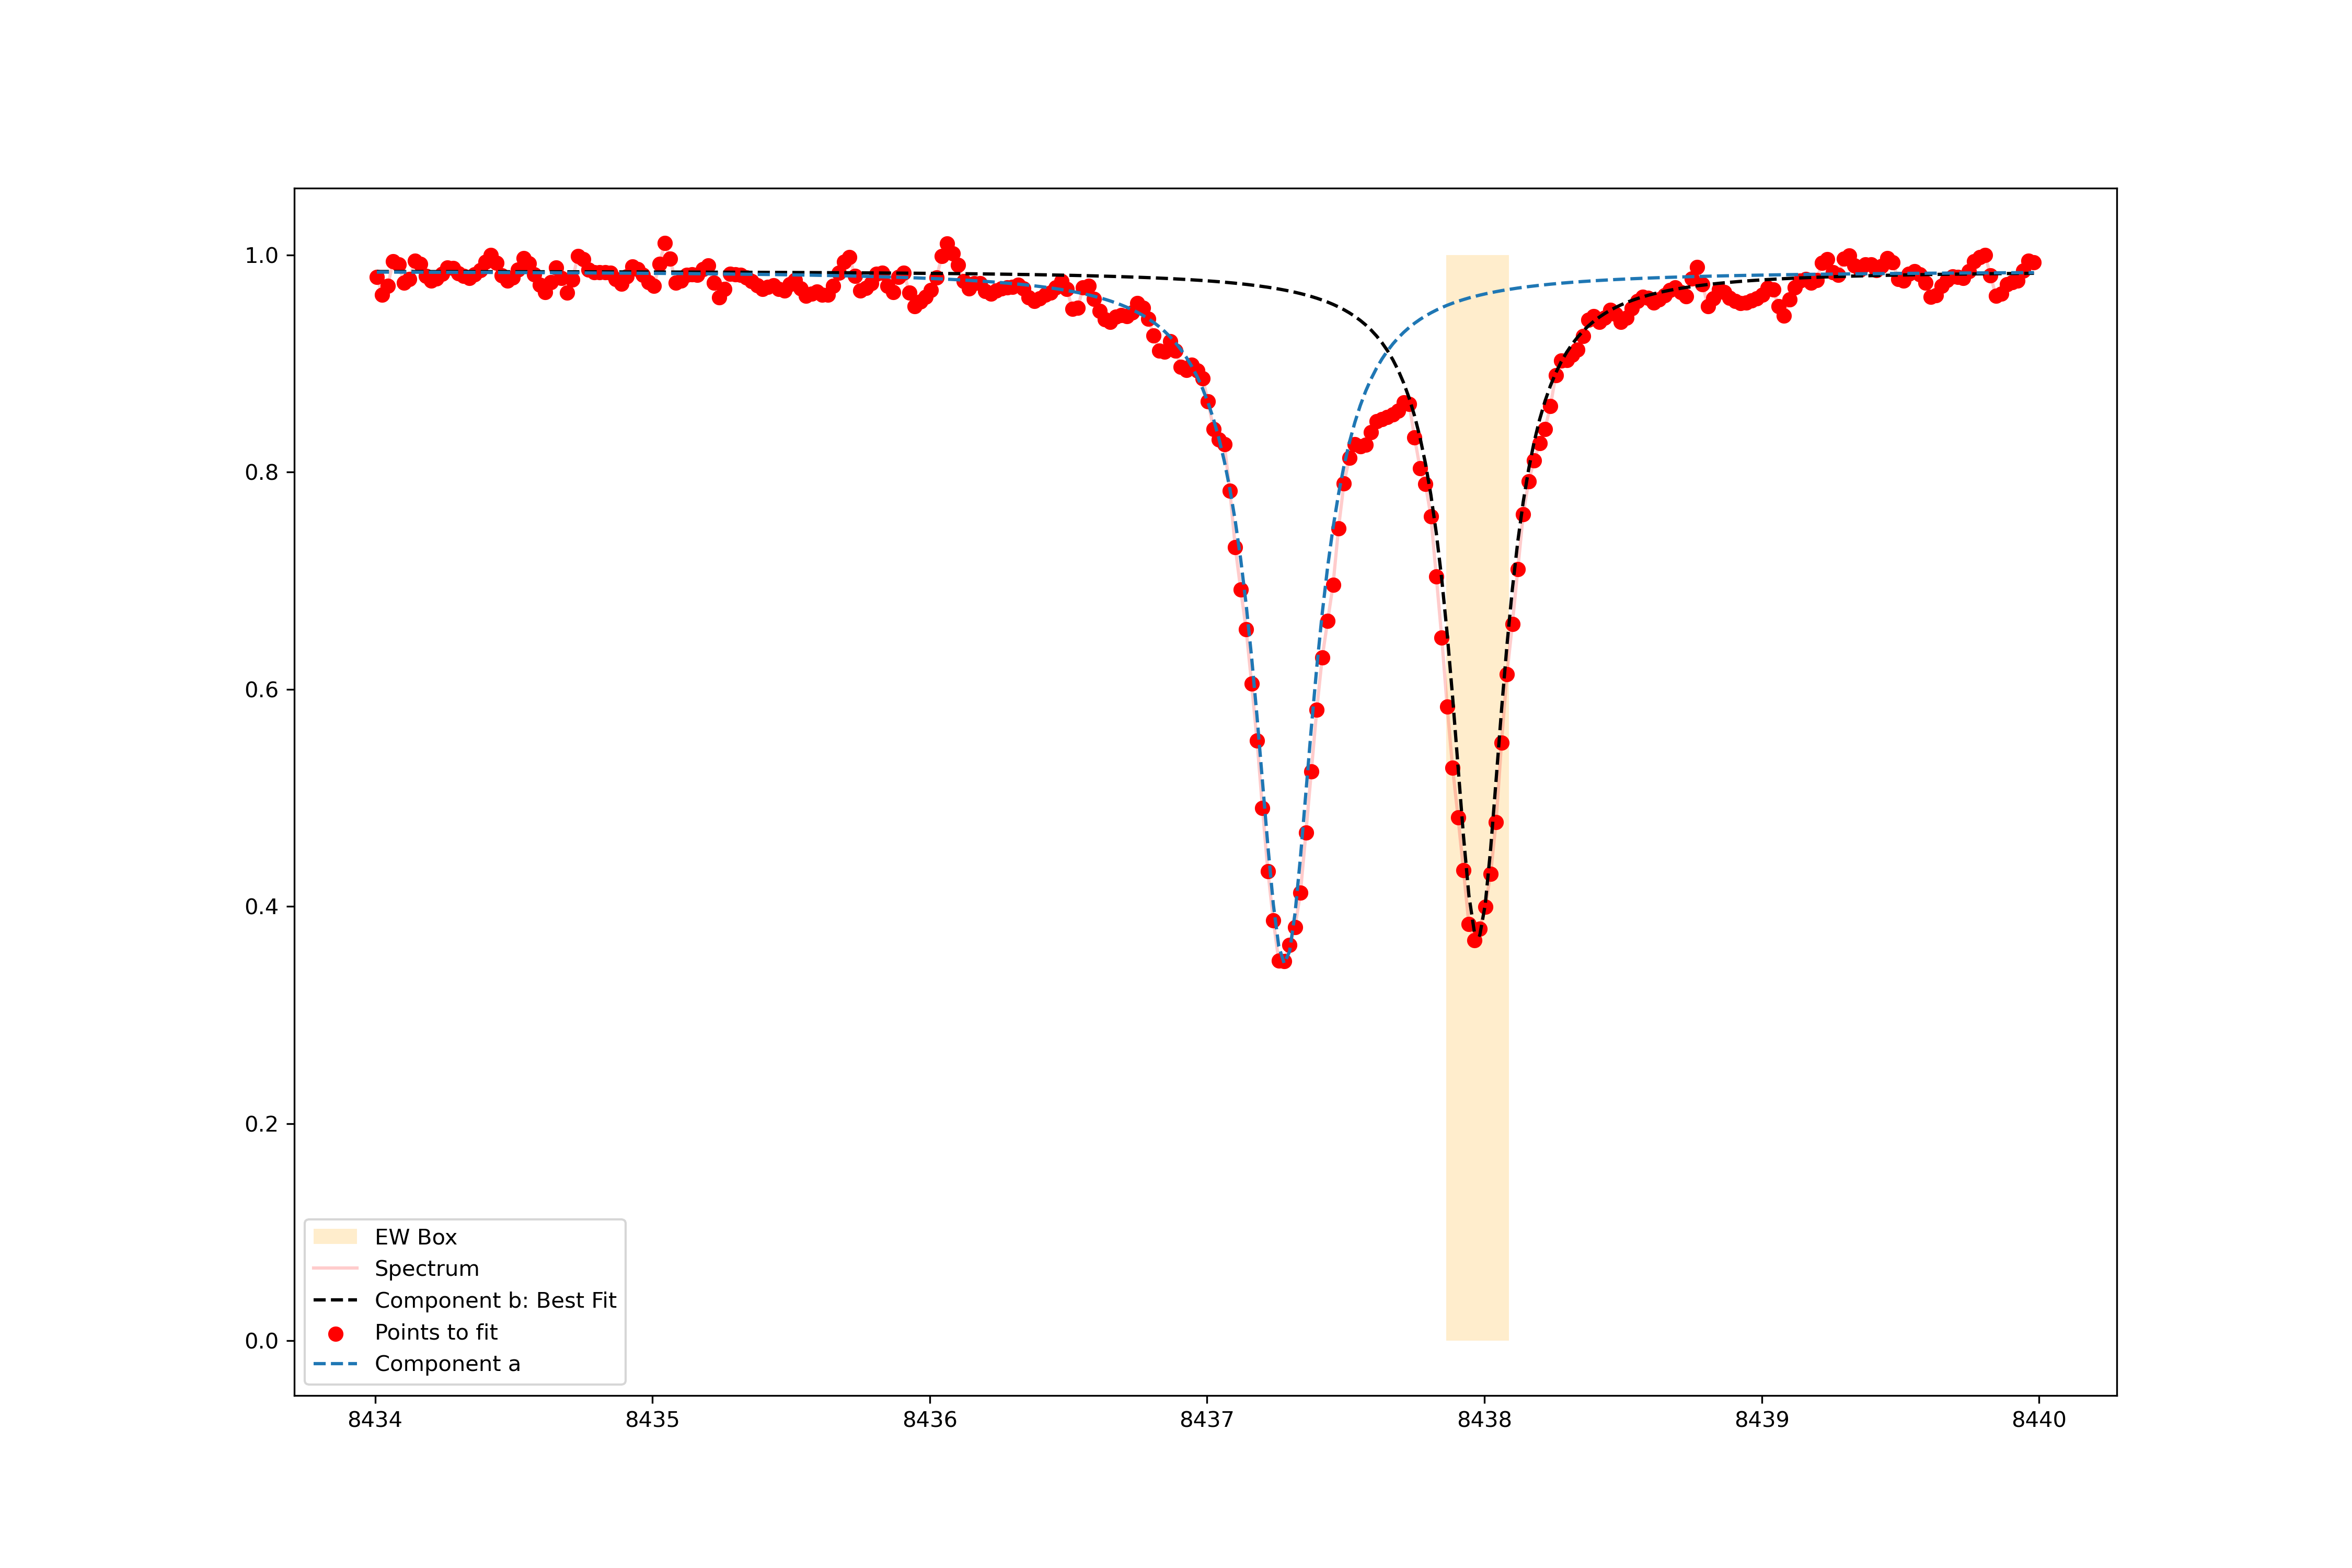 1.0
0.8
0.6
0.4
0.2
0.0
EW Box
Spectrum
Component b: Best Fit
Points to fit
Component a
8434 8435 8436 8437 8438 8439 8440